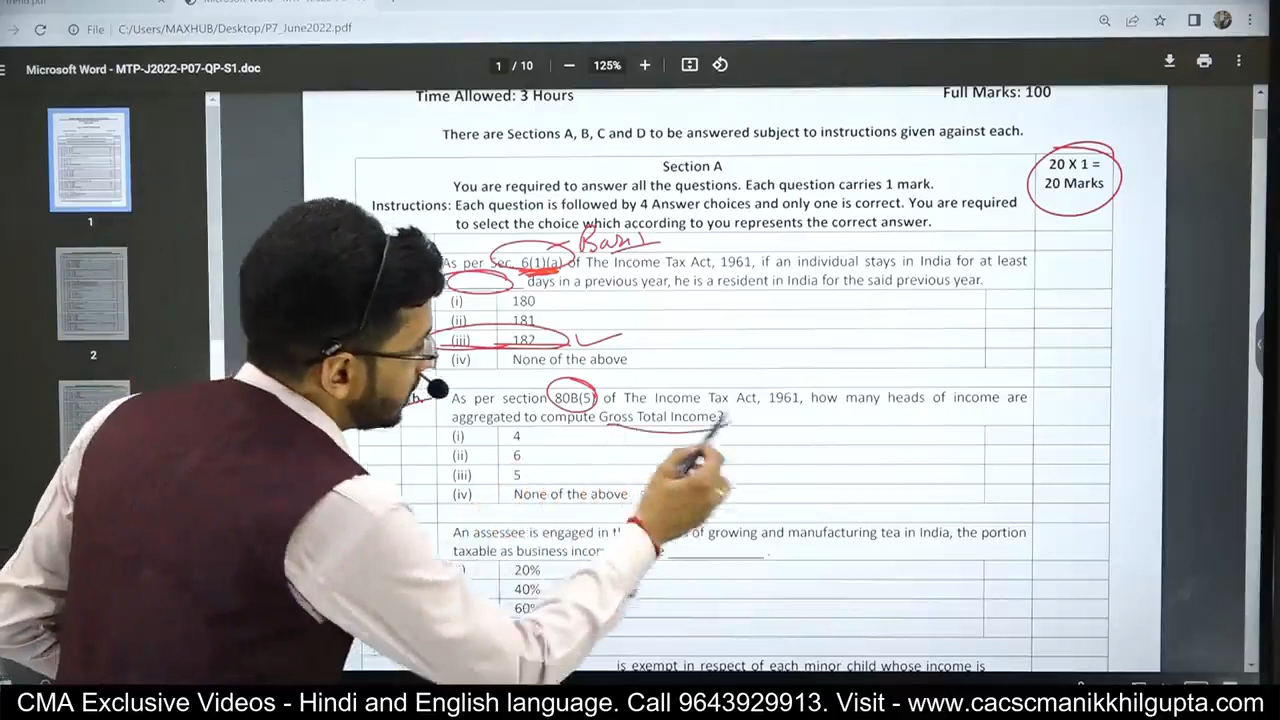 File
C:/Users/MAXHUB/Desktop/P7_June2022.pdf
Microsoft Word - MTP-J2022-P07-QP-S1.doc
1 / 10
125%
Time Allowed: 3 Hours
Full Marks: 100
There are Sections A, B, C and D to be answered subject to instructions given against each.
Section A
20 X 1 =
20 Marks
You are required to answer all the questions. Each question carries 1 mark.
Instructions: Each question is followed by 4 Answer choices and only one is correct. You are required
to select the choice which according to you represents the correct answer.
As per Sec. 6(1)(a) of The Income Tax Act, 1961, if an individual stays in India for at least
days in a previous year, he is a resident in India for the said previous year.
(i) 180
(ii) 181
(iii) 182
(iv) None of the above
b. As per section 80B(5) of The Income Tax Act, 1961, how many heads of income are
aggregated to compute Gross Total Income?
(i) 4
(ii) 6
(iii) 5
(iv) None of the above
An assessee is engaged in of growing and manufacturing tea in India, the portion
taxable as business
20%
40%
is exempt in respect of each minor child whose income is
1
2
CMA Exclusive Videos - Hindi and English language. Call 9643929913. Visit - www.cacscmanikkhilgupta.com